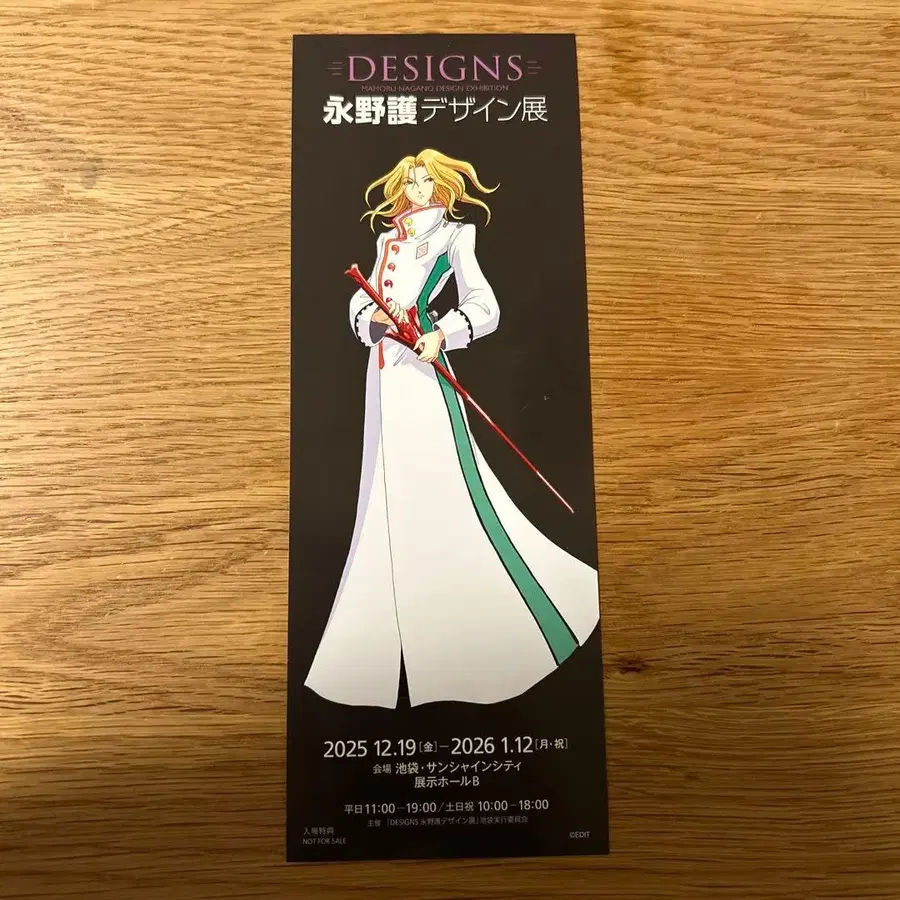 DESIGNS
MAMORU NAGANO DESIGN EXHIBITION
永野護デザイン展
2025 12.19[金]−2026 1.12[月・祝]
会場 池袋・サンシャインシティ
展示ホールB
平日11:00−19:00/土日祝 10:00−18:00
主催 「DESIGNS 永野護デザイン展」池袋実行委員会
入場特典
NOT FOR SALE
©EDIT